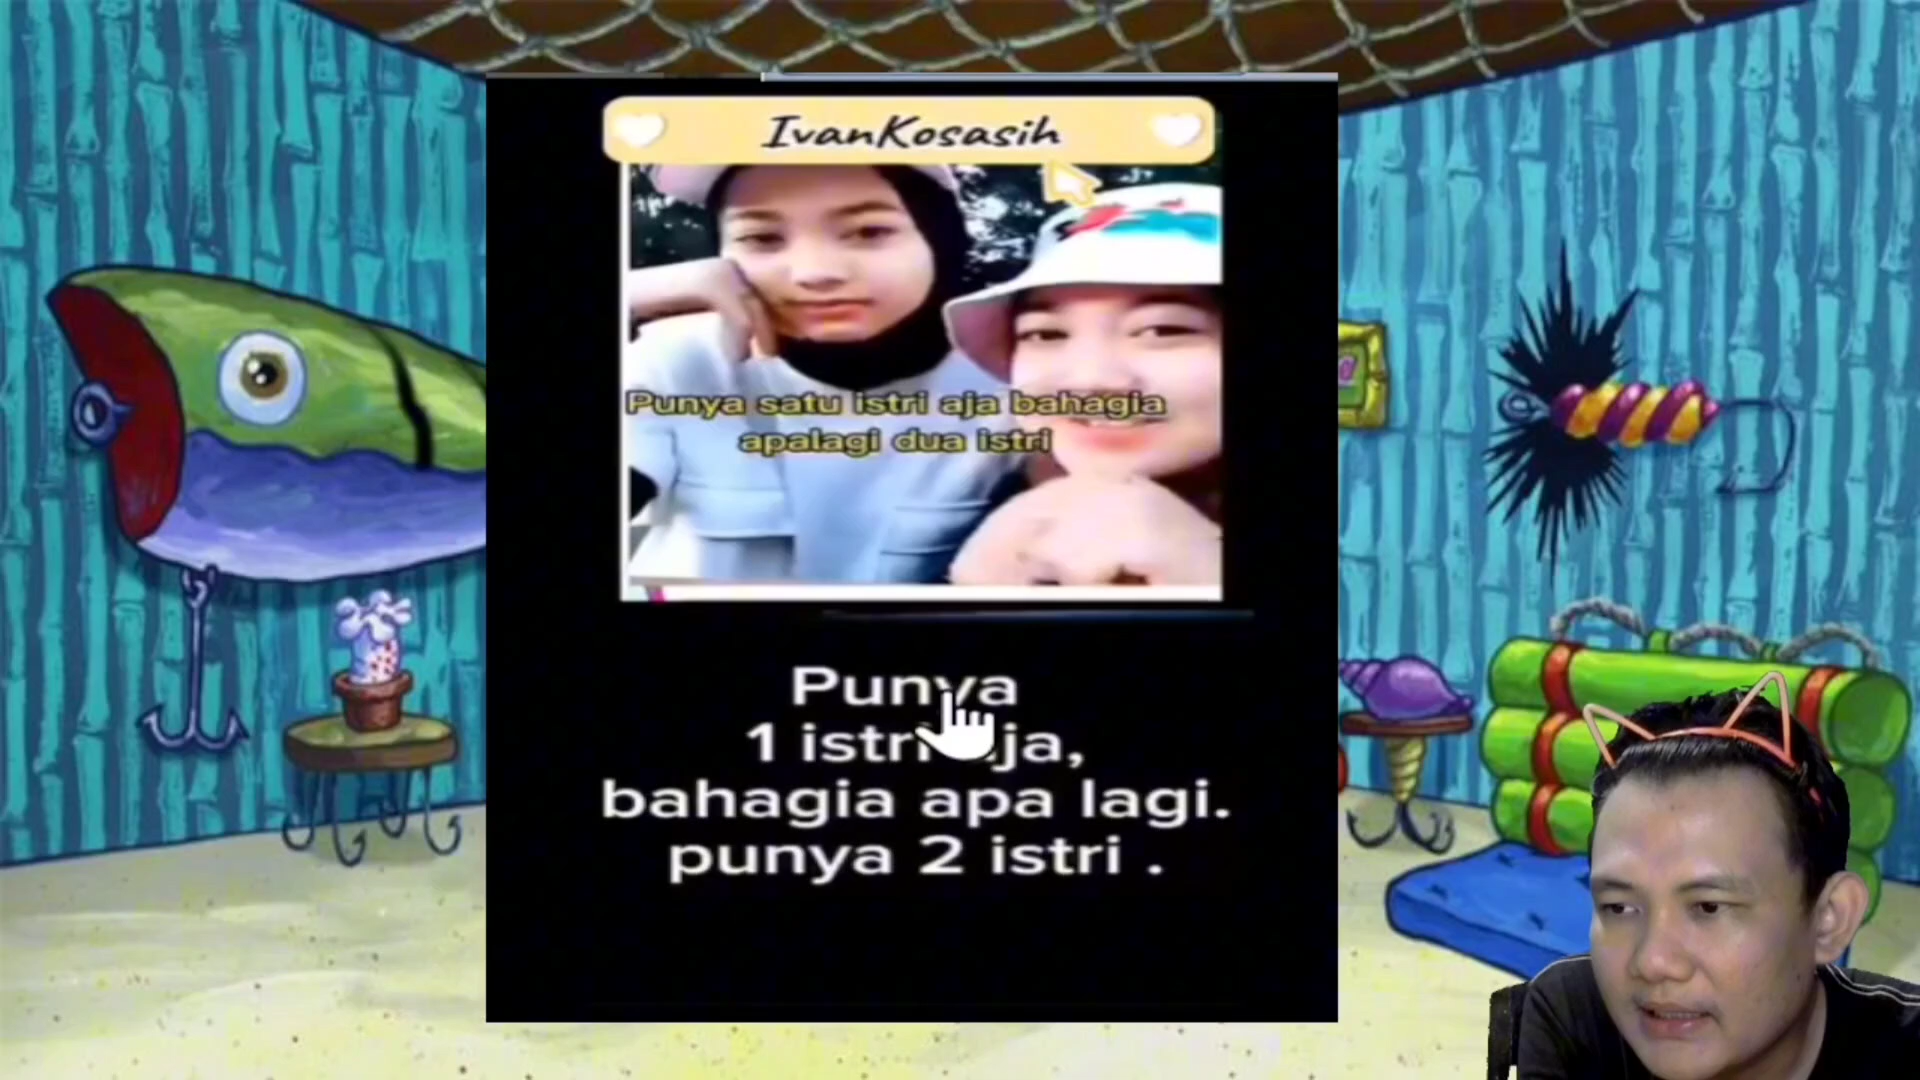 IvanKosasih
Punya satu istri aja bahagia
apalagi dua istri
Punya
1 istri aja,
bahagia apa lagi.
punya 2 istri .